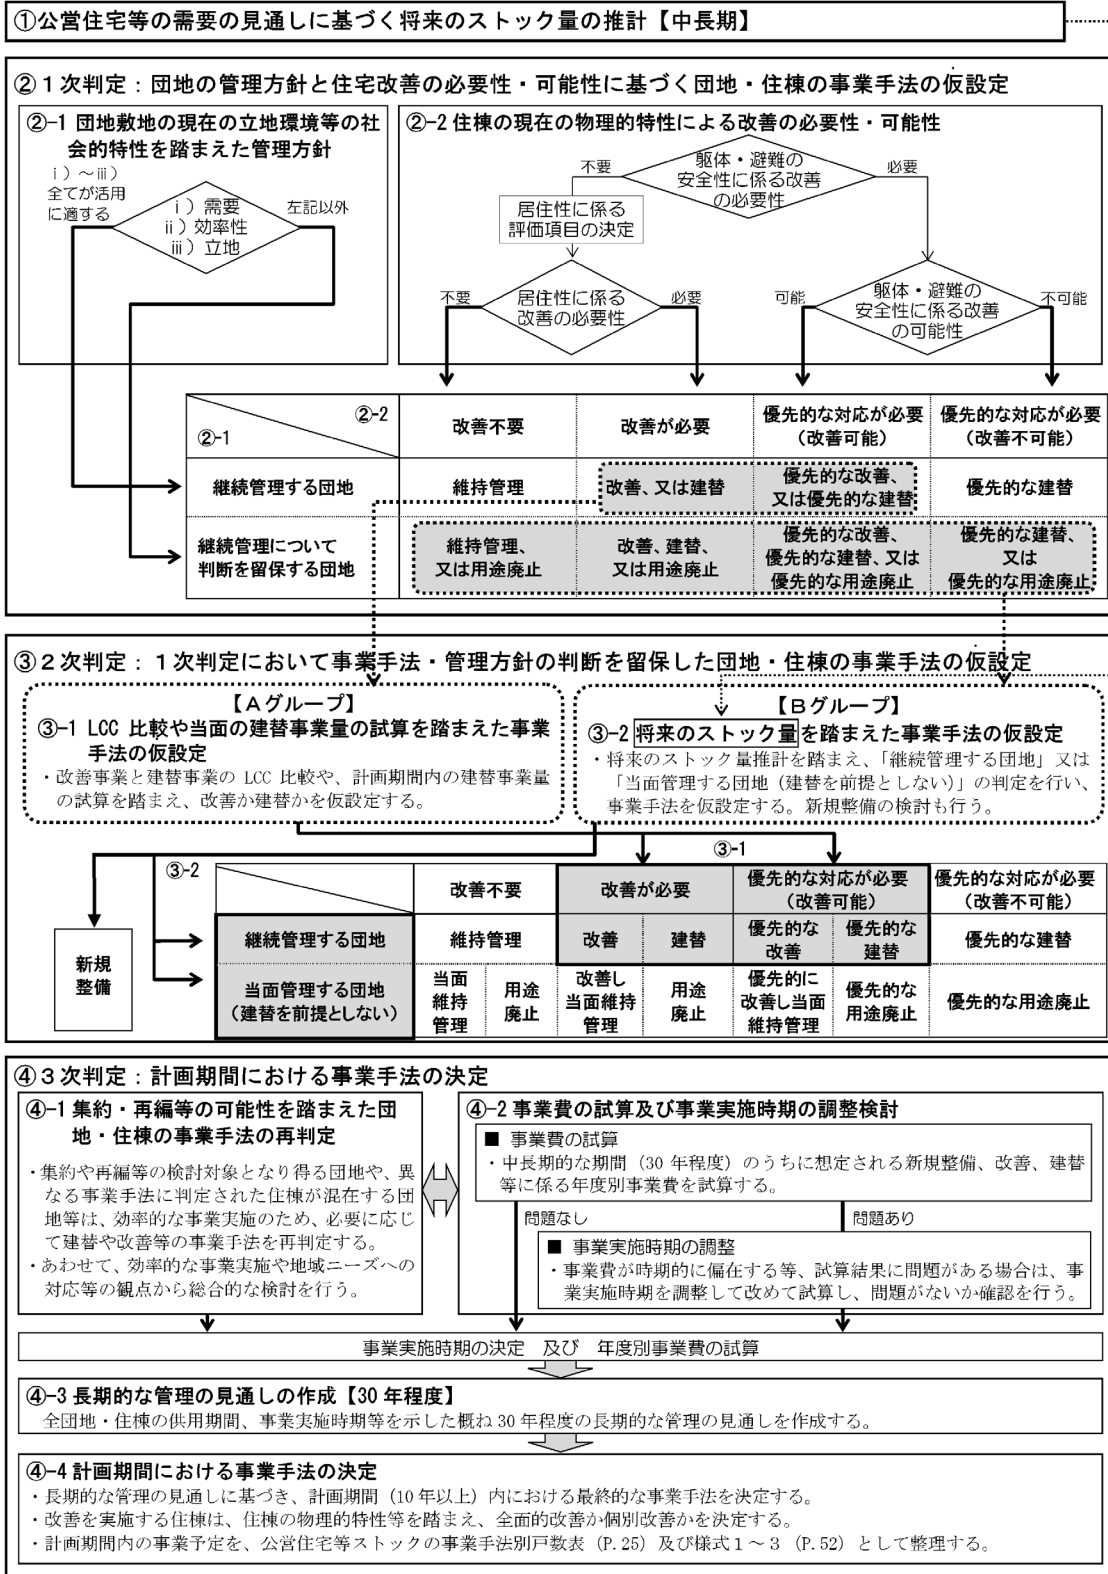 ①公営住宅等の需要の見通しに基づく将来のストック量の推計【中長期】
②１次判定：団地の管理方針と住宅改善の必要性・可能性に基づく団地・住棟の事業手法の仮設定
②-1 団地敷地の現在の立地環境等の社
会的特性を踏まえた管理方針
ⅰ）～ⅲ）
全てが活用
に適する
ⅰ）需要
ⅱ）効率性
ⅲ）立地
左記以外
②-2 住棟の現在の物理的特性による改善の必要性・可能性
不要
躯体・避難の
安全性に係る改善
の必要性
必要
居住性に係る
評価項目の決定
不要
居住性に係る
改善の必要性
必要
可能
躯体・避難の
安全性に係る改善
の可能性
不可能
②-2
②-1
改善不要
改善が必要
優先的な対応が必要
（改善可能）
優先的な対応が必要
（改善不可能）
継続管理する団地
維持管理
改善、又は建替
優先的な改善、
又は優先的な建替
優先的な建替
継続管理について
判断を留保する団地
維持管理、
又は用途廃止
改善、建替、
又は用途廃止
優先的な改善、
優先的な建替、又は
優先的な用途廃止
優先的な建替、
又は
優先的な用途廃止
③２次判定：１次判定において事業手法・管理方針の判断を留保した団地・住棟の事業手法の仮設定
【Ａグループ】
③-1 LCC 比較や当面の建替事業量の試算を踏まえた事業
手法の仮設定
・改善事業と建替事業の LCC 比較や、計画期間内の建替事業量
の試算を踏まえ、改善か建替かを仮設定する。
【Ｂグループ】
③-2 将来のストック量を踏まえた事業手法の仮設定
・将来のストック量推計を踏まえ、「継続管理する団地」又は
「当面管理する団地（建替を前提としない）」の判定を行い、
事業手法を仮設定する。新規整備の検討も行う。
③-2
③-1
新規
整備
改善不要
改善が必要
優先的な対応が必要
（改善可能）
優先的な対応が必要
（改善不可能）
継続管理する団地
維持管理
改善
建替
優先的な
改善
優先的な
建替
優先的な建替
当面管理する団地
（建替を前提としない）
当面
維持
管理
用途
廃止
改善し
当面維持
管理
用途
廃止
優先的に
改善し当面
維持管理
優先的な
用途廃止
優先的な用途廃止
④３次判定：計画期間における事業手法の決定
④-1 集約・再編等の可能性を踏まえた団
地・住棟の事業手法の再判定
・集約や再編等の検討対象となり得る団地や、異
なる事業手法に判定された住棟が混在する団
地等は、効率的な事業実施のため、必要に応じ
て建替や改善等の事業手法を再判定する。
・あわせて、効率的な事業実施や地域ニーズへの
対応等の観点から総合的な検討を行う。
④-2 事業費の試算及び事業実施時期の調整検討
■ 事業費の試算
・中長期的な期間（30 年程度）のうちに想定される新規整備、改善、建替
等に係る年度別事業費を試算する。
問題なし
問題あり
■ 事業実施時期の調整
・事業費が時期的に偏在する等、試算結果に問題がある場合は、事
業実施時期を調整して改めて試算し、問題がないか確認を行う。
事業実施時期の決定　及び　年度別事業費の試算
④-3 長期的な管理の見通しの作成【30 年程度】
全団地・住棟の供用期間、事業実施時期等を示した概ね 30 年程度の長期的な管理の見通しを作成する。
④-4 計画期間における事業手法の決定
・長期的な管理の見通しに基づき、計画期間（10 年以上）内における最終的な事業手法を決定する。
・改善を実施する住棟は、住棟の物理的特性等を踏まえ、全面的改善か個別改善かを決定する。
・計画期間内の事業予定を、公営住宅等ストックの事業手法別戸数表（P.25）及び様式１～３（P.52）として整理する。